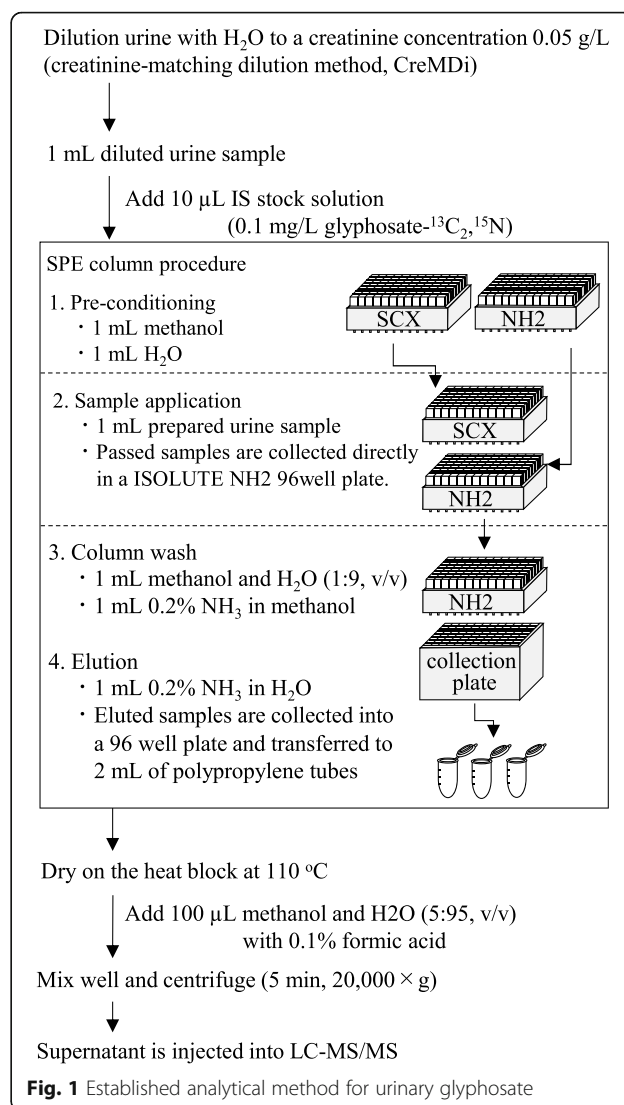 Dilution urine with H₂O to a creatinine concentration 0.05 g/L
(creatinine-matching dilution method, CreMDi)
1 mL diluted urine sample
Add 10 µL IS stock solution
(0.1 mg/L glyphosate-¹³C₂,¹⁵N)
SPE column procedure
1. Pre-conditioning
・1 mL methanol
・1 mL H₂O
SCX
NH2
2. Sample application
・1 mL prepared urine sample
・Passed samples are collected directly
in a ISOLUTE NH2 96well plate.
SCX
NH2
3. Column wash
・1 mL methanol and H₂O (1:9, v/v)
・1 mL 0.2% NH₃ in methanol
NH2
collection
plate
4. Elution
・1 mL 0.2% NH₃ in H₂O
・Eluted samples are collected into
a 96 well plate and transferred to
2 mL of polypropylene tubes
Dry on the heat block at 110 ºC
Add 100 µL methanol and H2O (5:95, v/v)
with 0.1% formic acid
Mix well and centrifuge (5 min, 20,000 × g)
Supernatant is injected into LC-MS/MS
Fig. 1 Established analytical method for urinary glyphosate